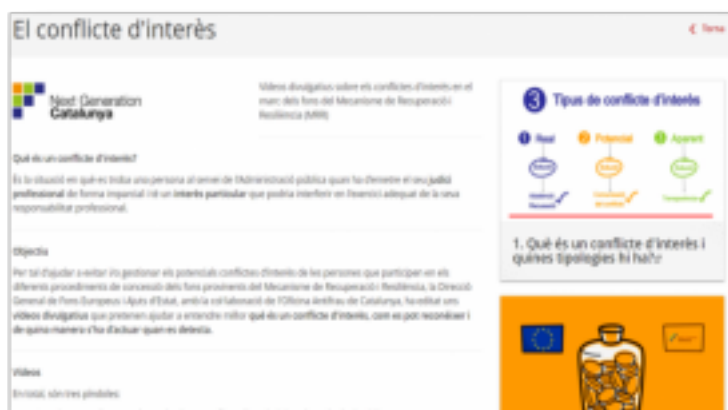 El conflicte d'interès
Torna
Next Generation
Catalunya
Vídeos divulgatius sobre els conflictes d'interès en el
marc dels fons del Mecanisme de Recuperació i
Resiliència (MRR)
Què és un conflicte d'interès?
És la situació en què es troba una persona al servei de l'Administració pública quan ha d'emetre el seu judici
professional de forma imparcial i té un interès particular que podria interferir en l'exercici adequat de la seva
responsabilitat professional.
Objectiu
Per tal d'ajudar a evitar i/o gestionar els potencials conflictes d'interès de les persones que participen en els
diferents procediments de concessió dels fons provinents del Mecanisme de Recuperació i Resiliència, la Direcció
General de Fons Europeus i Ajuts d'Estat, amb la col·laboració de l'Oficina Antifrau de Catalunya, ha editat uns
vídeos divulgatius que pretenen ajudar a entendre millor què és un conflicte d'interès, com es pot reconèixer i
de quina manera s'ha d'actuar quan es detecta.
Vídeos
En total, són tres píndoles:
3 Tipus de conflicte d'interès
1 Real
2 Potencial
3 Aparent
1. Què és un conflicte d'interès i
quines tipologies hi ha?